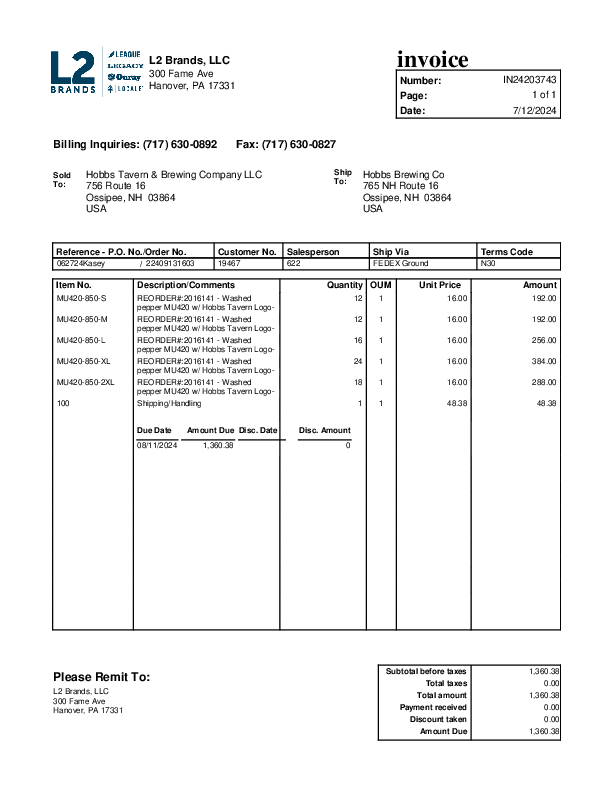 L2
BRANDS
LEAGUE
LEGACY
Ouray
LOCALE
L2 Brands, LLC
300 Fame Ave
Hanover, PA 17331
invoice
Number: IN24203743
Page: 1 of 1
Date: 7/12/2024
Billing Inquiries: (717) 630-0892 Fax: (717) 630-0827
Sold To:
Hobbs Tavern & Brewing Company LLC
756 Route 16
Ossipee, NH 03864
USA
Ship To:
Hobbs Brewing Co
765 NH Route 16
Ossipee, NH 03864
USA
Reference - P.O. No./Order No. Customer No. Salesperson Ship Via Terms Code
062724Kasey / 22409131603 19467 622 FEDEX Ground N30
Item No. Description/Comments Quantity OUM Unit Price Amount
MU420-850-S REORDER#:2016141 - Washed 12 1 16.00 192.00
pepper MU420 w/ Hobbs Tavern Logo-
MU420-850-M REORDER#:2016141 - Washed 12 1 16.00 192.00
pepper MU420 w/ Hobbs Tavern Logo-
MU420-850-L REORDER#:2016141 - Washed 16 1 16.00 256.00
pepper MU420 w/ Hobbs Tavern Logo-
MU420-850-XL REORDER#:2016141 - Washed 24 1 16.00 384.00
pepper MU420 w/ Hobbs Tavern Logo-
MU420-850-2XL REORDER#:2016141 - Washed 18 1 16.00 288.00
pepper MU420 w/ Hobbs Tavern Logo-
100 Shipping/Handling 1 1 48.38 48.38
Due Date Amount Due Disc. Date Disc. Amount
08/11/2024 1,360.38 0
Please Remit To:
L2 Brands, LLC
300 Fame Ave
Hanover, PA 17331
Subtotal before taxes 1,360.38
Total taxes 0.00
Total amount 1,360.38
Payment received 0.00
Discount taken 0.00
Amount Due 1,360.38